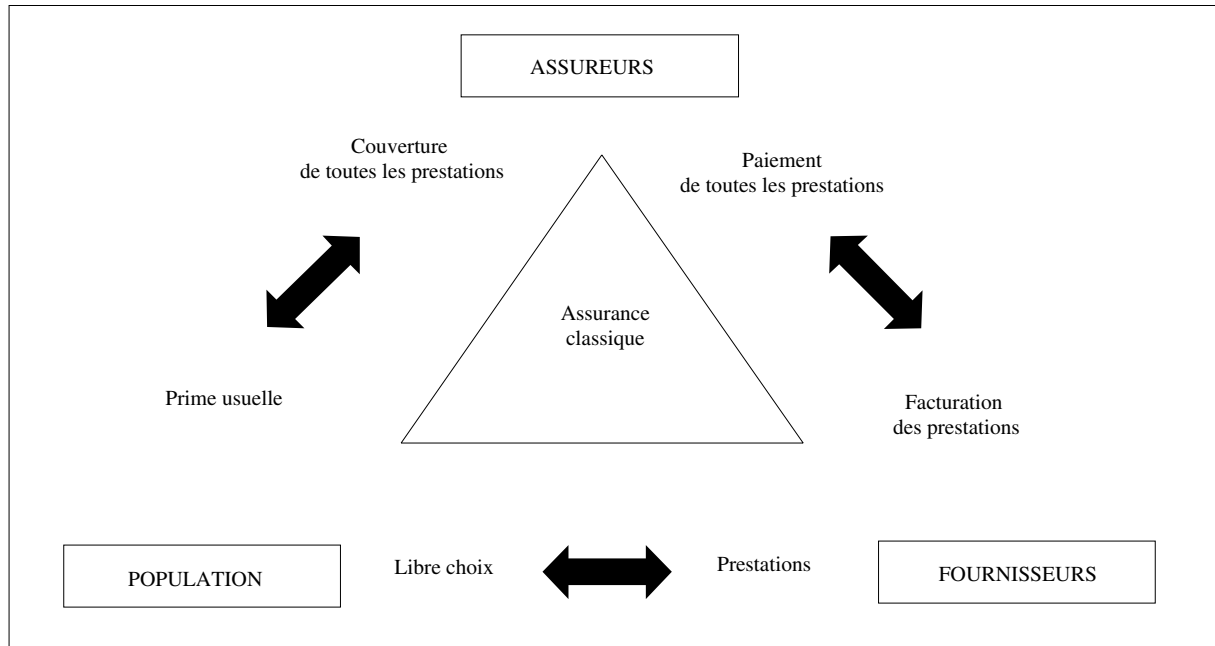 ASSUREURS
Couverture
de toutes les prestations
Paiement
de toutes les prestations
Assurance
classique
Prime usuelle
Facturation
des prestations
POPULATION
Libre choix
Prestations
FOURNISSEURS